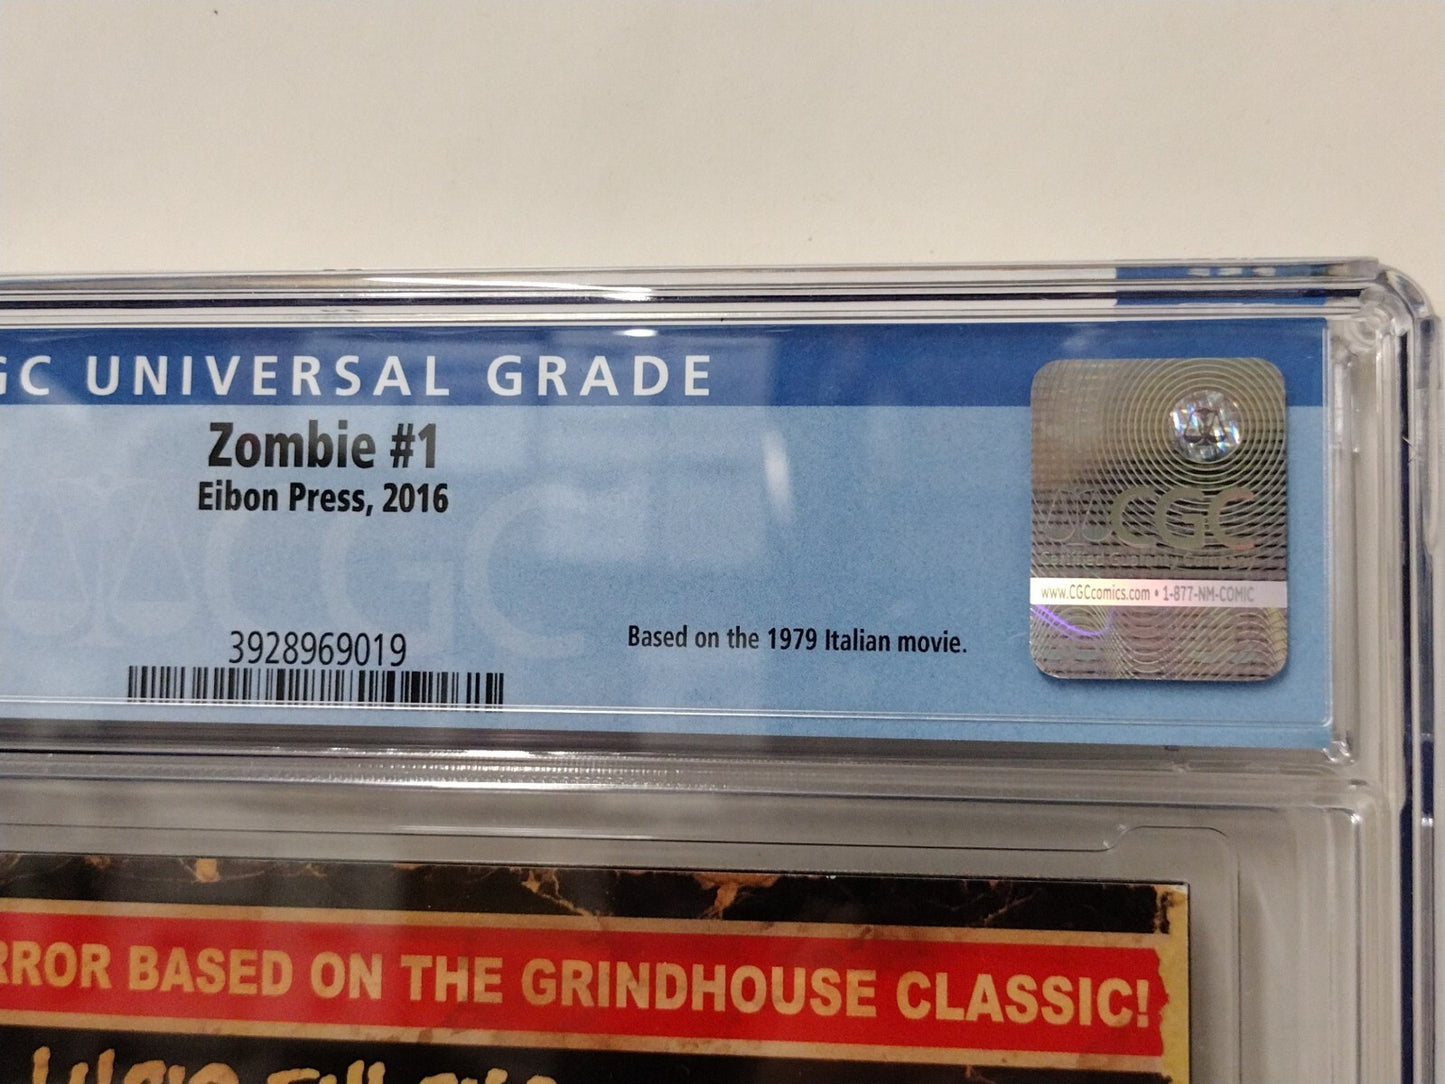 GC UNIVERSAL GRADE
Zombie #1
Eibon Press, 2016
CGC
3928969019
Based on the 1979 Italian movie.
CGC
www.CGCcomics.com • 1-877-NM-COMIC
RROR BASED ON THE GRINDHOUSE CLASSIC!